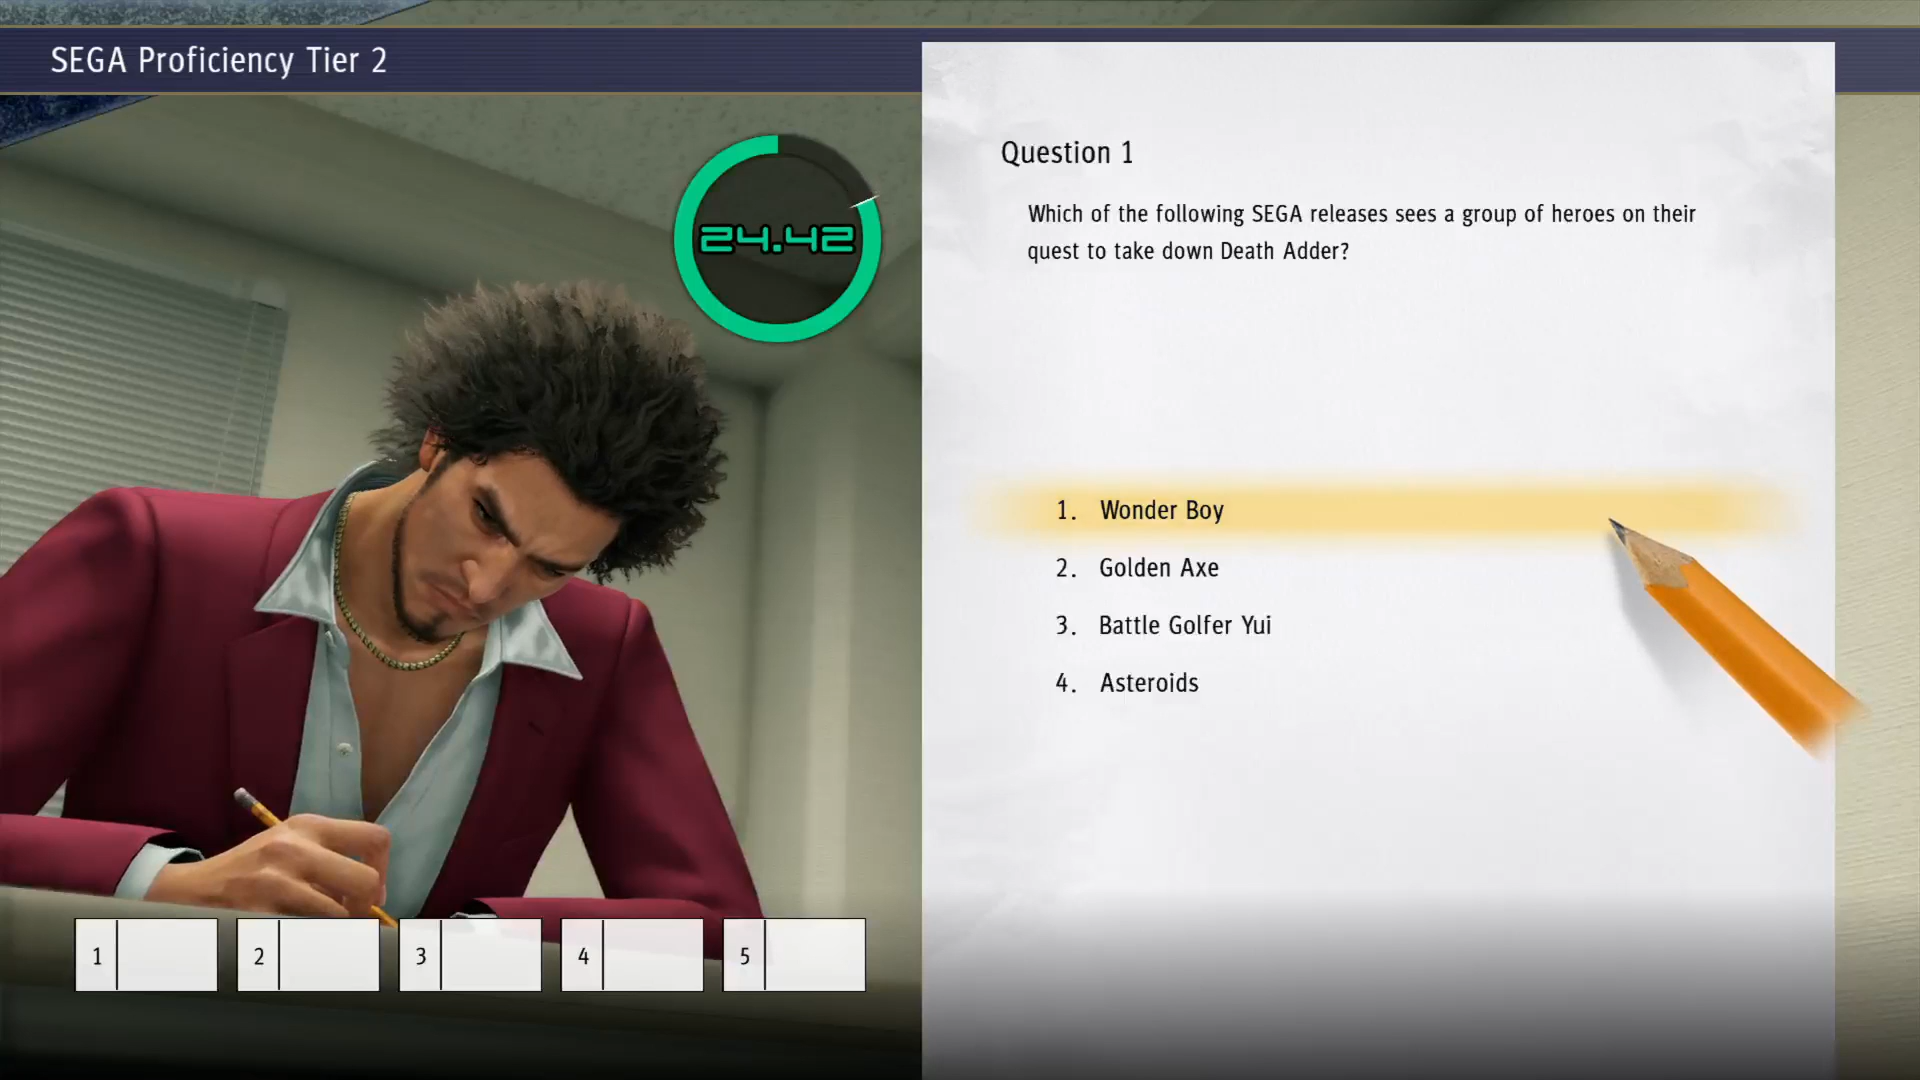 SEGA Proficiency Tier 2
24.42
Question 1
Which of the following SEGA releases sees a group of heroes on their
quest to take down Death Adder?
1. Wonder Boy
2. Golden Axe
3. Battle Golfer Yui
4. Asteroids
1
2
3
4
5